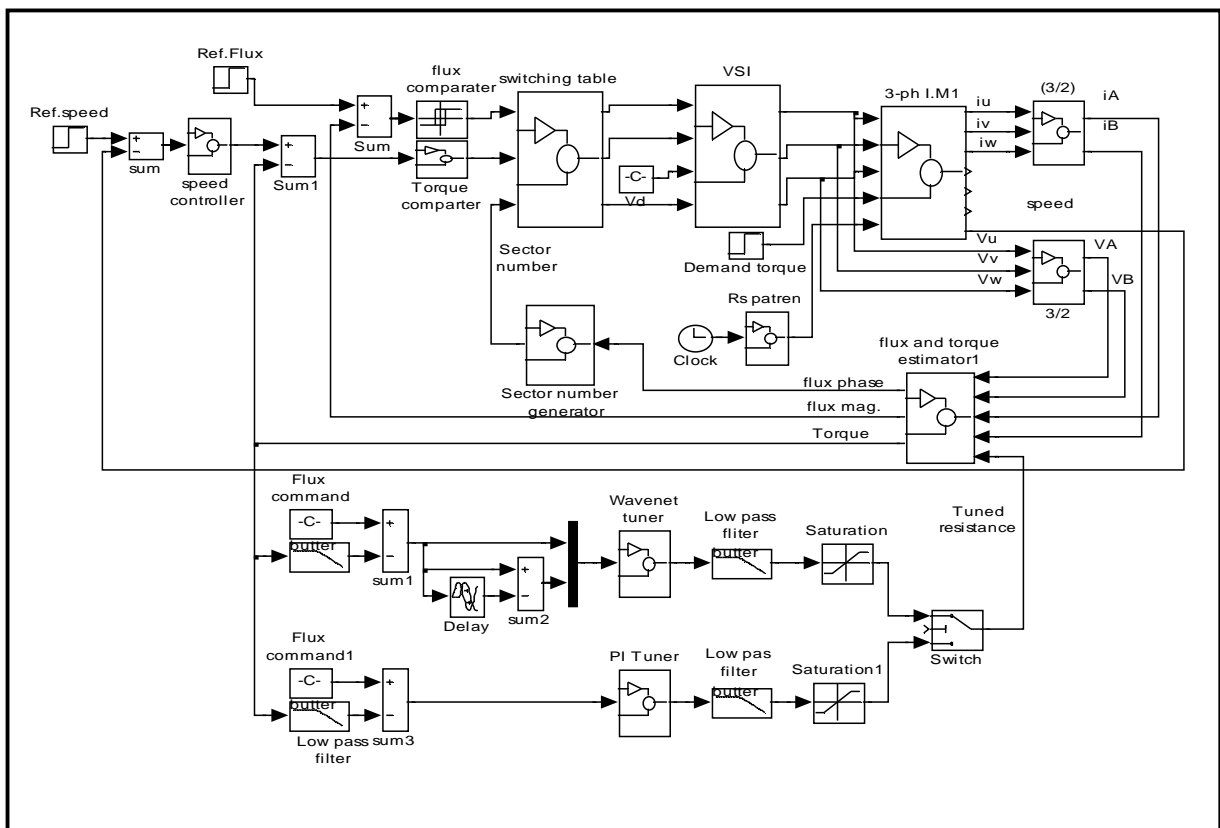 Ref.Flux
flux
comparater
switching table
VSI
3-ph I.M1
(3/2)
Ref.speed
sum
speed
controller
Sum1
Sum
Torque
comparter
-C-
Vd
iu
iv
iw
iA
iB
speed
Sector
number
Demand torque
Vu
Vv
Vw
VA
VB
3/2
Rs patren
Clock
flux and torque
estimator1
Sector number
generator
flux phase
flux mag.
Torque
Flux
command
-C-
butter
sum1
Delay
sum2
Wavenet
tuner
Low pass
fliter
butter
Saturation
Tuned
resistance
Switch
Flux
command1
-C-
butter
Low pass
filter
sum3
PI Tuner
Low pas
filter
butter
Saturation1